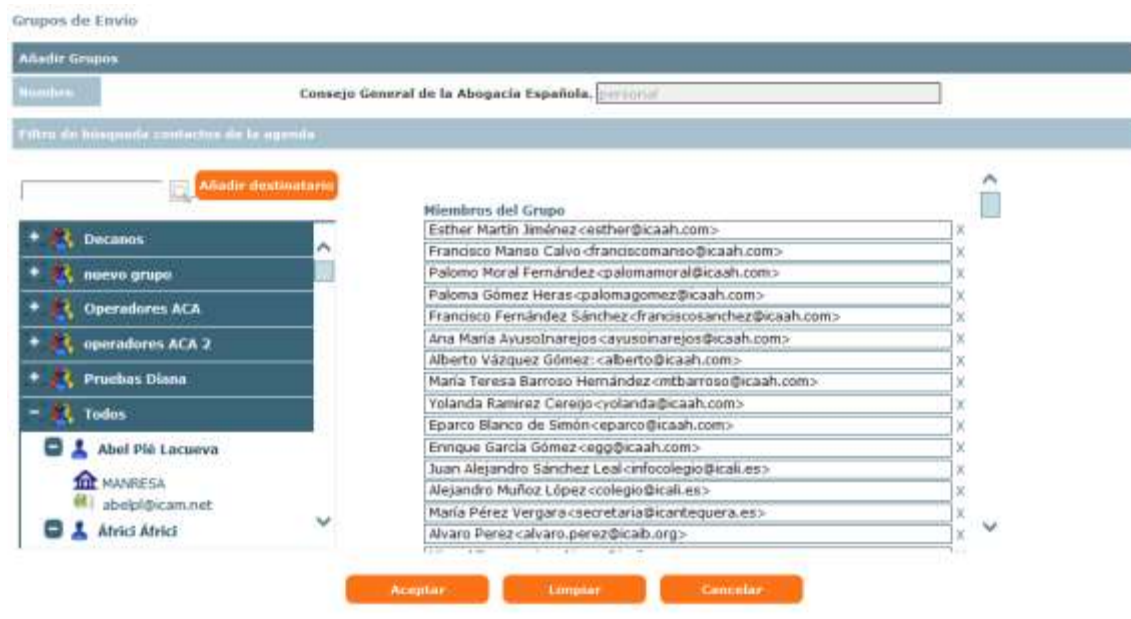 Grupos de Envío
Añadir Grupos
Nombre
Consejo General de la Abogacía Española. personal
Filtro de búsqueda contactos de la agenda
Añadir destinatario
+ Decanos
+ nuevo grupo
+ Operadores ACA
+ operadores ACA 2
+ Pruebas Diana
- Todos
Abel Plé Lacueva
MANRESA
abelpl@icam.net
Áfrici Áfrici
Miembros del Grupo
Esther Martín Jiménez<esther@icaah.com> X
Francisco Manso Calvo<franciscomanso@icaah.com> X
Palomo Moral Fernández<palomamoral@icaah.com> X
Paloma Gómez Heras<palomagomez@icaah.com> X
Francisco Fernández Sánchez<franciscosanchez@icaah.com> X
Ana María AyusoInarejos<ayusoinarejos@icaah.com> X
Alberto Vázquez Gómez:<alberto@icaah.com> X
María Teresa Barroso Hernández<mtbarroso@icaah.com> X
Yolanda Ramirez Cerejo<yolanda@icaah.com> X
Eparco Blanco de Simón<eparco@icaah.com> X
Enrique García Gómez<egg@icaah.com> X
Juan Alejandro Sánchez Leal<infocolegio@icali.es> X
Alejandro Muñoz López<colegio@icali.es> X
María Pérez Vergara<secretaria@icantequera.es> X
Alvaro Perez<alvaro.perez@icaib.org> X
Aceptar
Limpiar
Cancelar